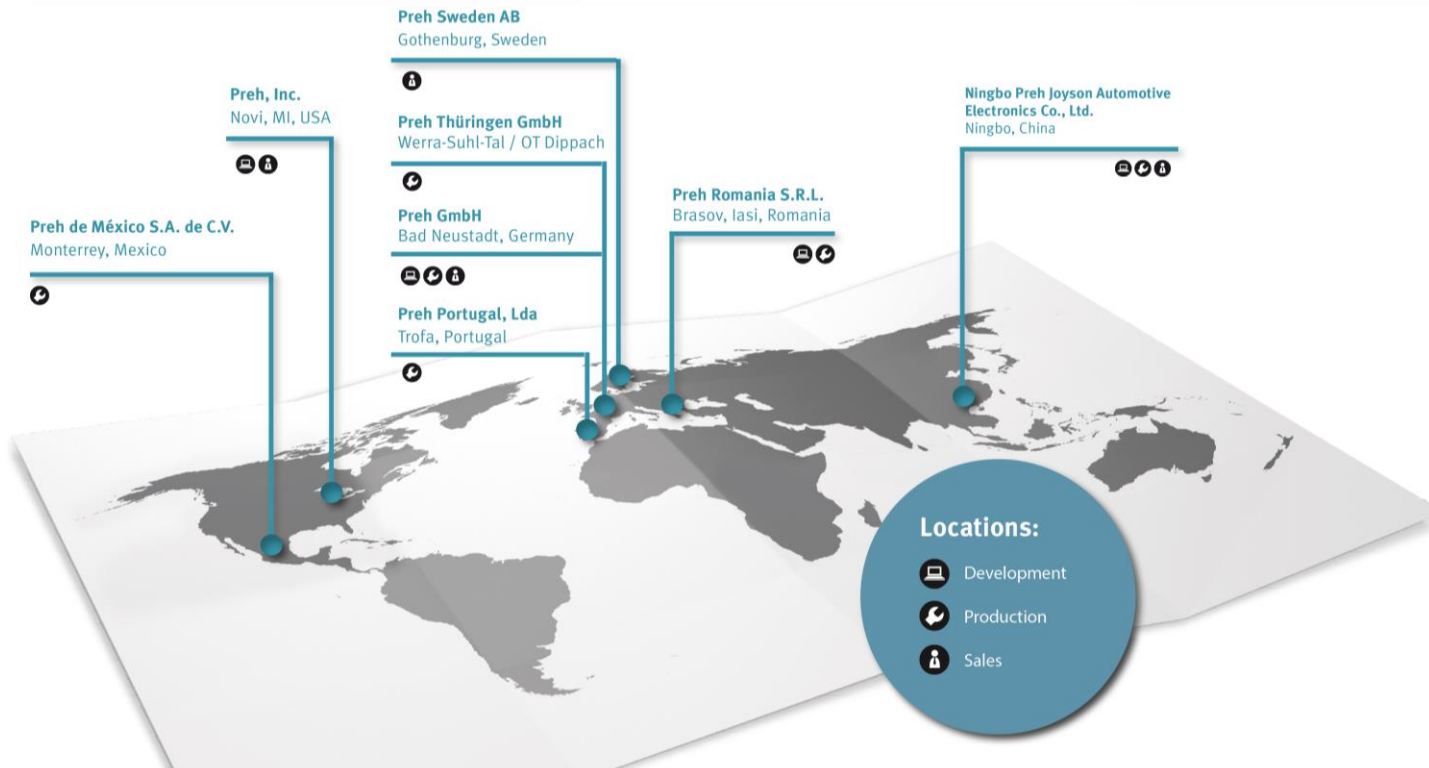 Preh Sweden AB
Gothenburg, Sweden
Preh, Inc.
Novi, MI, USA
Preh Thüringen GmbH
Werra-Suhl-Tal / OT Dippach
Ningbo Preh Joyson Automotive
Electronics Co., Ltd.
Ningbo, China
Preh de México S.A. de C.V.
Monterrey, Mexico
Preh GmbH
Bad Neustadt, Germany
Preh Romania S.R.L.
Brasov, Iasi, Romania
Preh Portugal, Lda
Trofa, Portugal
Locations:
Development
Production
Sales